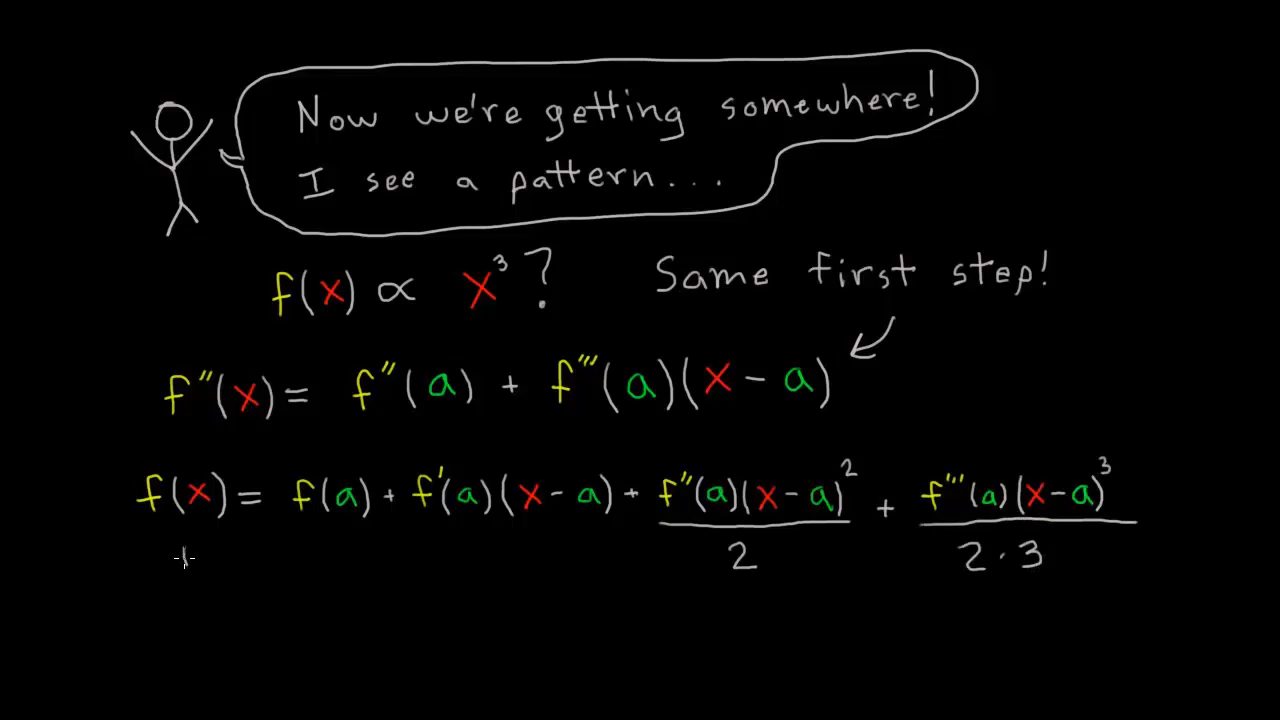 Now we're getting somewhere!
I see a pattern...
f(x) ∝ x³ ? Same first step!
f''(x) = f''(a) + f'''(a)(x - a)
f(x) = f(a) + f'(a)(x - a) + f''(a)(x - a)² / 2 + f'''(a)(x - a)³ / 2 · 3